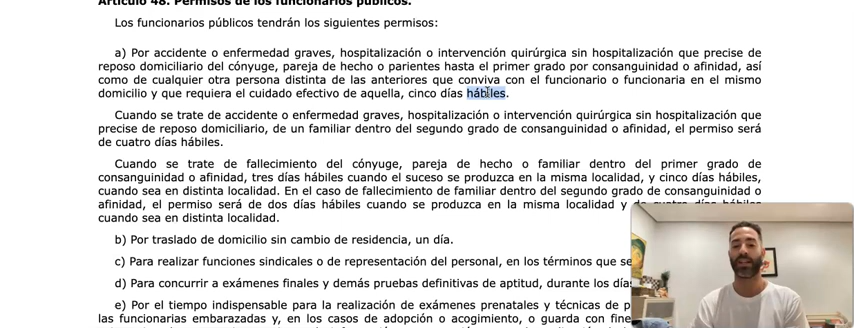 Artículo 48. Permisos de los funcionarios públicos.
Los funcionarios públicos tendrán los siguientes permisos:
a) Por accidente o enfermedad graves, hospitalización o intervención quirúrgica sin hospitalización que precise de
reposo domiciliario del cónyuge, pareja de hecho o parientes hasta el primer grado por consanguinidad o afinidad, así
como de cualquier otra persona distinta de las anteriores que conviva con el funcionario o funcionaria en el mismo
domicilio y que requiera el cuidado efectivo de aquella, cinco días hábiles.
Cuando se trate de accidente o enfermedad graves, hospitalización o intervención quirúrgica sin hospitalización que
precise de reposo domiciliario, de un familiar dentro del segundo grado de consanguinidad o afinidad, el permiso será
de cuatro días hábiles.
Cuando se trate de fallecimiento del cónyuge, pareja de hecho o familiar dentro del primer grado de
consanguinidad o afinidad, tres días hábiles cuando el suceso se produzca en la misma localidad, y cinco días hábiles,
cuando sea en distinta localidad. En el caso de fallecimiento de familiar dentro del segundo grado de consanguinidad o
afinidad, el permiso será de dos días hábiles cuando se produzca en la misma localidad y de cuatro días hábiles
cuando sea en distinta localidad.
b) Por traslado de domicilio sin cambio de residencia, un día.
c) Para realizar funciones sindicales o de representación del personal, en los términos que se
d) Para concurrir a exámenes finales y demás pruebas definitivas de aptitud, durante los días
e) Por el tiempo indispensable para la realización de exámenes prenatales y técnicas de p
las funcionarias embarazadas y, en los casos de adopción o acogimiento, o guarda con fine